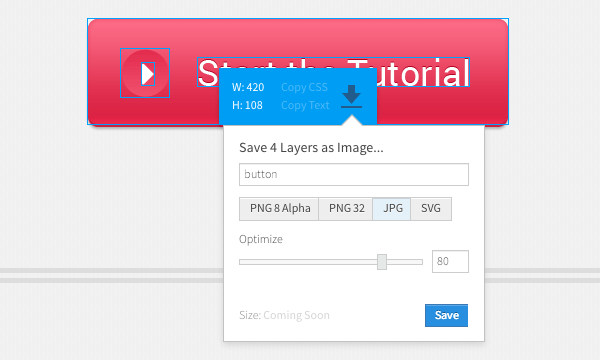 Start the Tutorial
W: 420 Copy CSS
H: 108 Copy Text
Save 4 Layers as Image...
button
PNG 8 Alpha PNG 32 JPG SVG
Optimize
80
Size: Coming Soon
Save